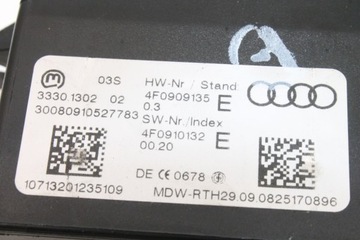 03S HW-Nr / Stand
3330.1302 02 4F0909135 E
30080910527783 0.3
SW-Nr./Index
4F0910132 E
00.20
DE CE 0678
10713201235109 MDW-RTH29.09.0825170896